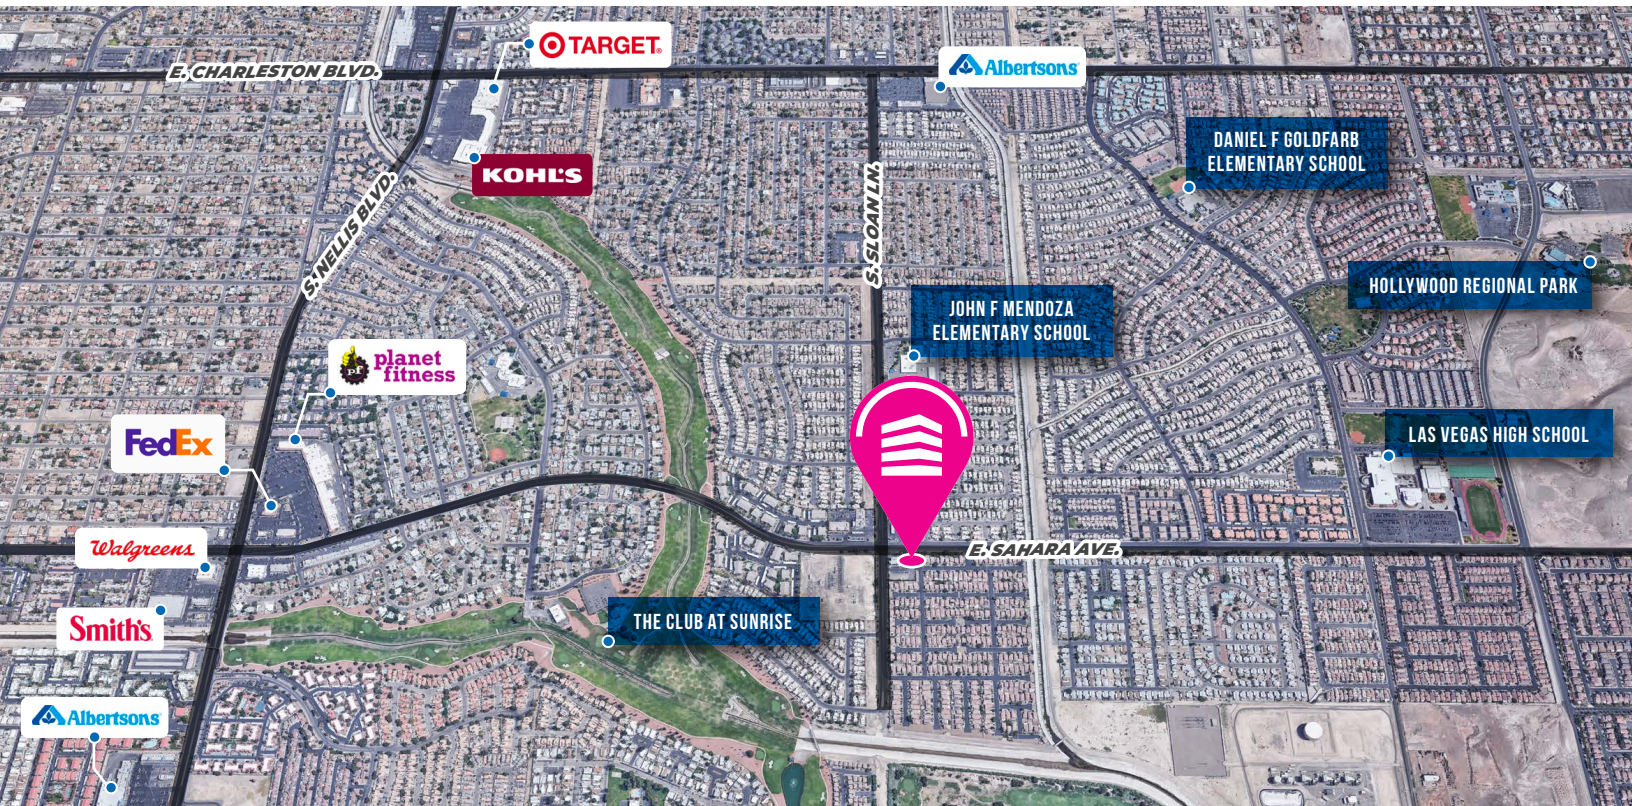 TARGET
E. CHARLESTON BLVD.
Albertsons
DANIEL F GOLDFARB
ELEMENTARY SCHOOL
KOHL'S
S. NELLIS BLVD.
S. SLOAN LN.
HOLLYWOOD REGIONAL PARK
JOHN F MENDOZA
ELEMENTARY SCHOOL
pf
planet
fitness
FedEx
LAS VEGAS HIGH SCHOOL
Walgreens
E. SAHARA AVE.
Smith's
THE CLUB AT SUNRISE
Albertsons